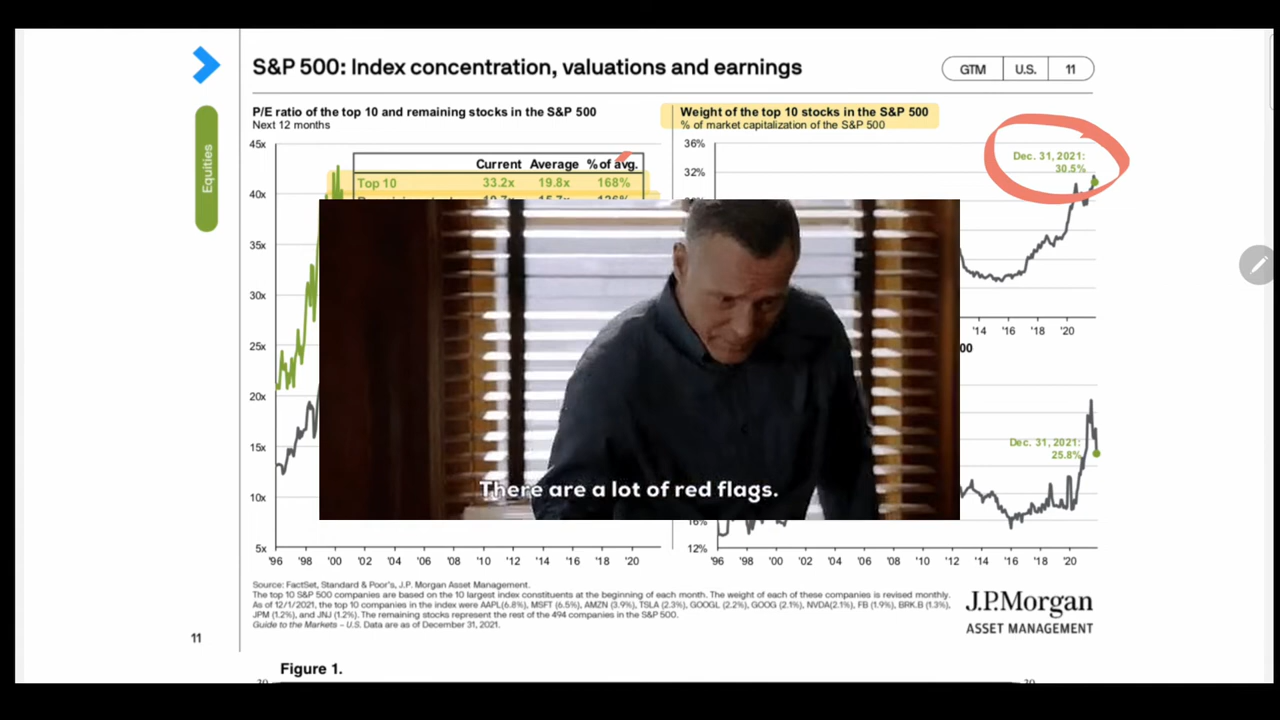 S&P 500: Index concentration, valuations and earnings
GTM
U.S.
11
Equities
P/E ratio of the top 10 and remaining stocks in the S&P 500
Next 12 months
45x
40x
35x
30x
25x
20x
15x
10x
5x
Current Average % of avg.
Top 10 33.2x 19.8x 168%
'96 '98 '00 '02 '04 '06 '08 '10 '12 '14 '16 '18 '20
Weight of the top 10 stocks in the S&P 500
% of market capitalization of the S&P 500
36%
32%
Dec. 31, 2021:
30.5%
'14 '16 '18 '20
00
Dec. 31, 2021:
25.8%
16%
12%
'96 '98 '00 '02 '04 '06 '08 '10 '12 '14 '16 '18 '20
There are a lot of red flags.
Source: FactSet, Standard & Poor's, J.P. Morgan Asset Management.
The top 10 S&P 500 companies are based on the 10 largest index constituents at the beginning of each month. The weight of each of these companies is revised monthly.
As of 12/1/2021, the top 10 companies in the index were AAPL(6.8%), MSFT (6.5%), AMZN (3.9%), TSLA (2.3%), GOOGL (2.2%), GOOG (2.1%), NVDA(2.1%), FB (1.9%), BRK.B (1.3%),
JPM (1.2%), and JNJ (1.2%). The remaining stocks represent the rest of the 494 companies in the S&P 500.
Guide to the Markets – U.S. Data are as of December 31, 2021.
J.P.Morgan
ASSET MANAGEMENT
11
Figure 1.